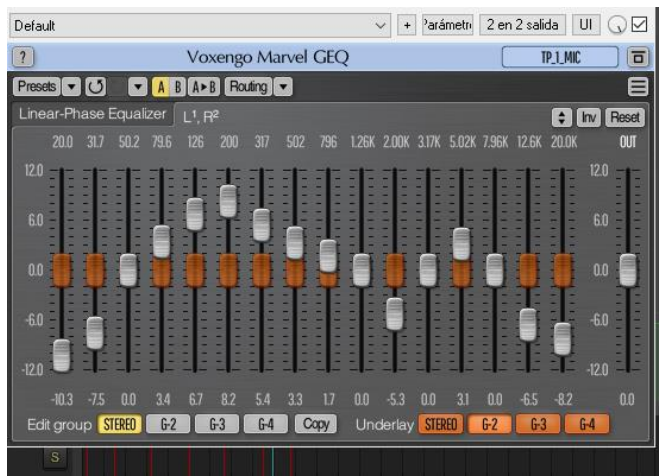 Default + ?arámetr 2 en 2 salida UI
? Voxengo Marvel GEQ TP_1_MIC
Presets A B A▸B Routing
Linear-Phase Equalizer L¹, R² Inv Reset
20.0 31.7 50.2 79.6 126 200 317 502 796 1.26K 2.00K 3.17K 5.02K 7.96K 12.6K 20.0K OUT
12.0 12.0
6.0 6.0
0.0 0.0
-6.0 -6.0
-12.0 -12.0
-10.3 -7.5 0.0 3.4 6.7 8.2 5.4 3.3 1.7 0.0 -5.3 0.0 3.1 0.0 -6.5 -8.2 0.0
Edit group STEREO G-2 G-3 G-4 Copy Underlay STEREO G-2 G-3 G-4
S